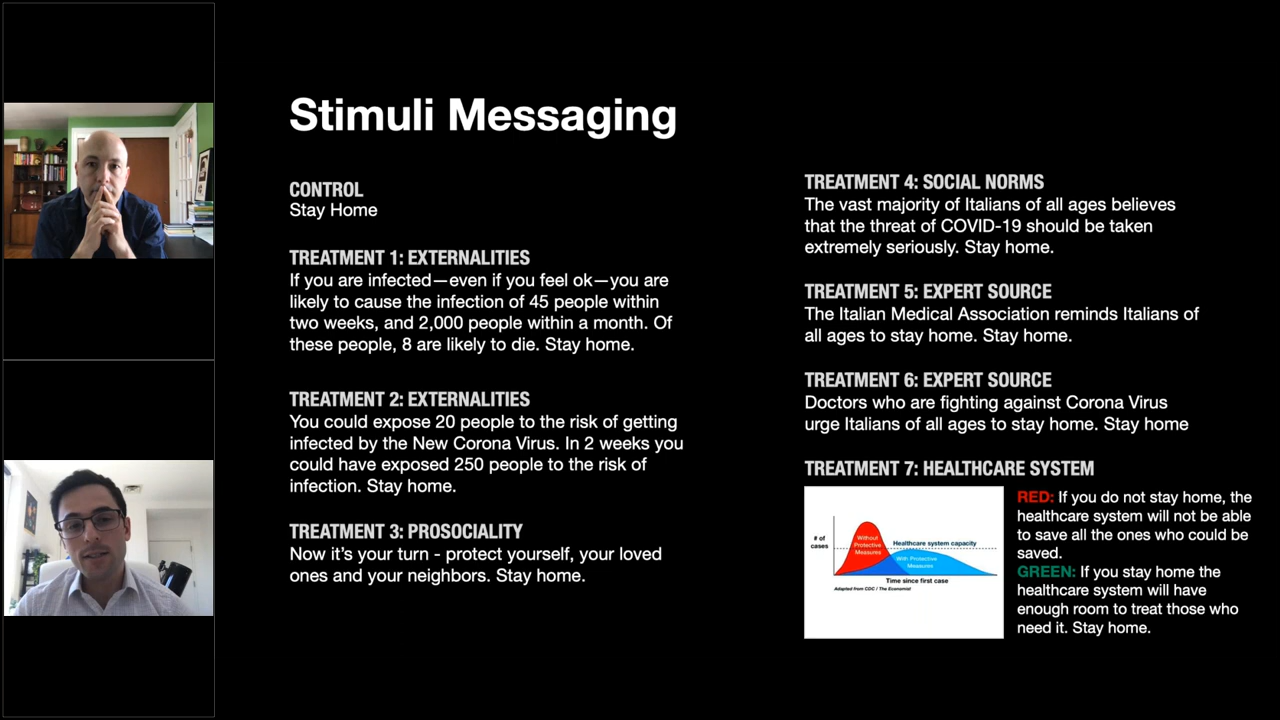 Stimuli Messaging
CONTROL
Stay Home
TREATMENT 1: EXTERNALITIES
If you are infected—even if you feel ok—you are
likely to cause the infection of 45 people within
two weeks, and 2,000 people within a month. Of
these people, 8 are likely to die. Stay home.
TREATMENT 2: EXTERNALITIES
You could expose 20 people to the risk of getting
infected by the New Corona Virus. In 2 weeks you
could have exposed 250 people to the risk of
infection. Stay home.
TREATMENT 3: PROSOCIALITY
Now it’s your turn - protect yourself, your loved
ones and your neighbors. Stay home.
TREATMENT 4: SOCIAL NORMS
The vast majority of Italians of all ages believes
that the threat of COVID-19 should be taken
extremely seriously. Stay home.
TREATMENT 5: EXPERT SOURCE
The Italian Medical Association reminds Italians of
all ages to stay home. Stay home.
TREATMENT 6: EXPERT SOURCE
Doctors who are fighting against Corona Virus
urge Italians of all ages to stay home. Stay home
TREATMENT 7: HEALTHCARE SYSTEM
# of
cases
Without
Protective
Measures
Healthcare system capacity
With Protective
Measures
Time since first case
Adapted from CDC / The Economist
RED: If you do not stay home, the
healthcare system will not be able
to save all the ones who could be
saved.
GREEN: If you stay home the
healthcare system will have
enough room to treat those who
need it. Stay home.